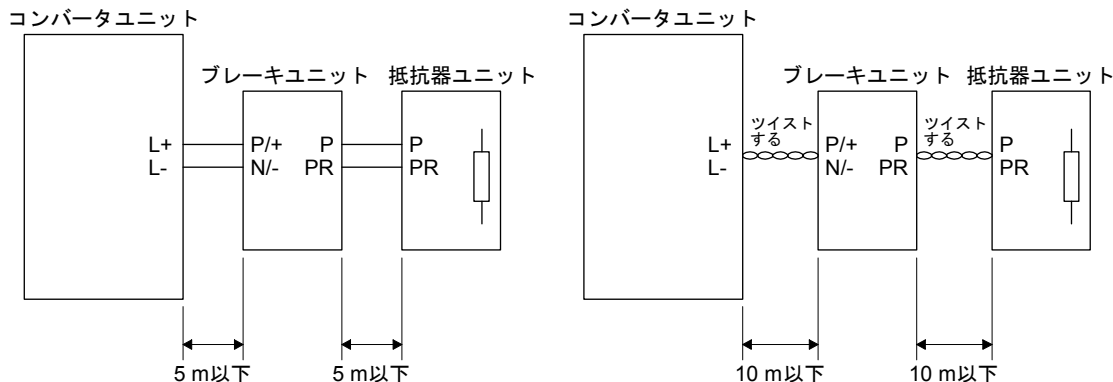 コンバータユニット
ブレーキユニット
抵抗器ユニット
L+
L-
P/+
N/-
P
PR
P
PR
5 m以下
5 m以下
コンバータユニット
ブレーキユニット
抵抗器ユニット
ツイスト
する
ツイスト
する
L+
L-
P/+
N/-
P
PR
P
PR
10 m以下
10 m以下